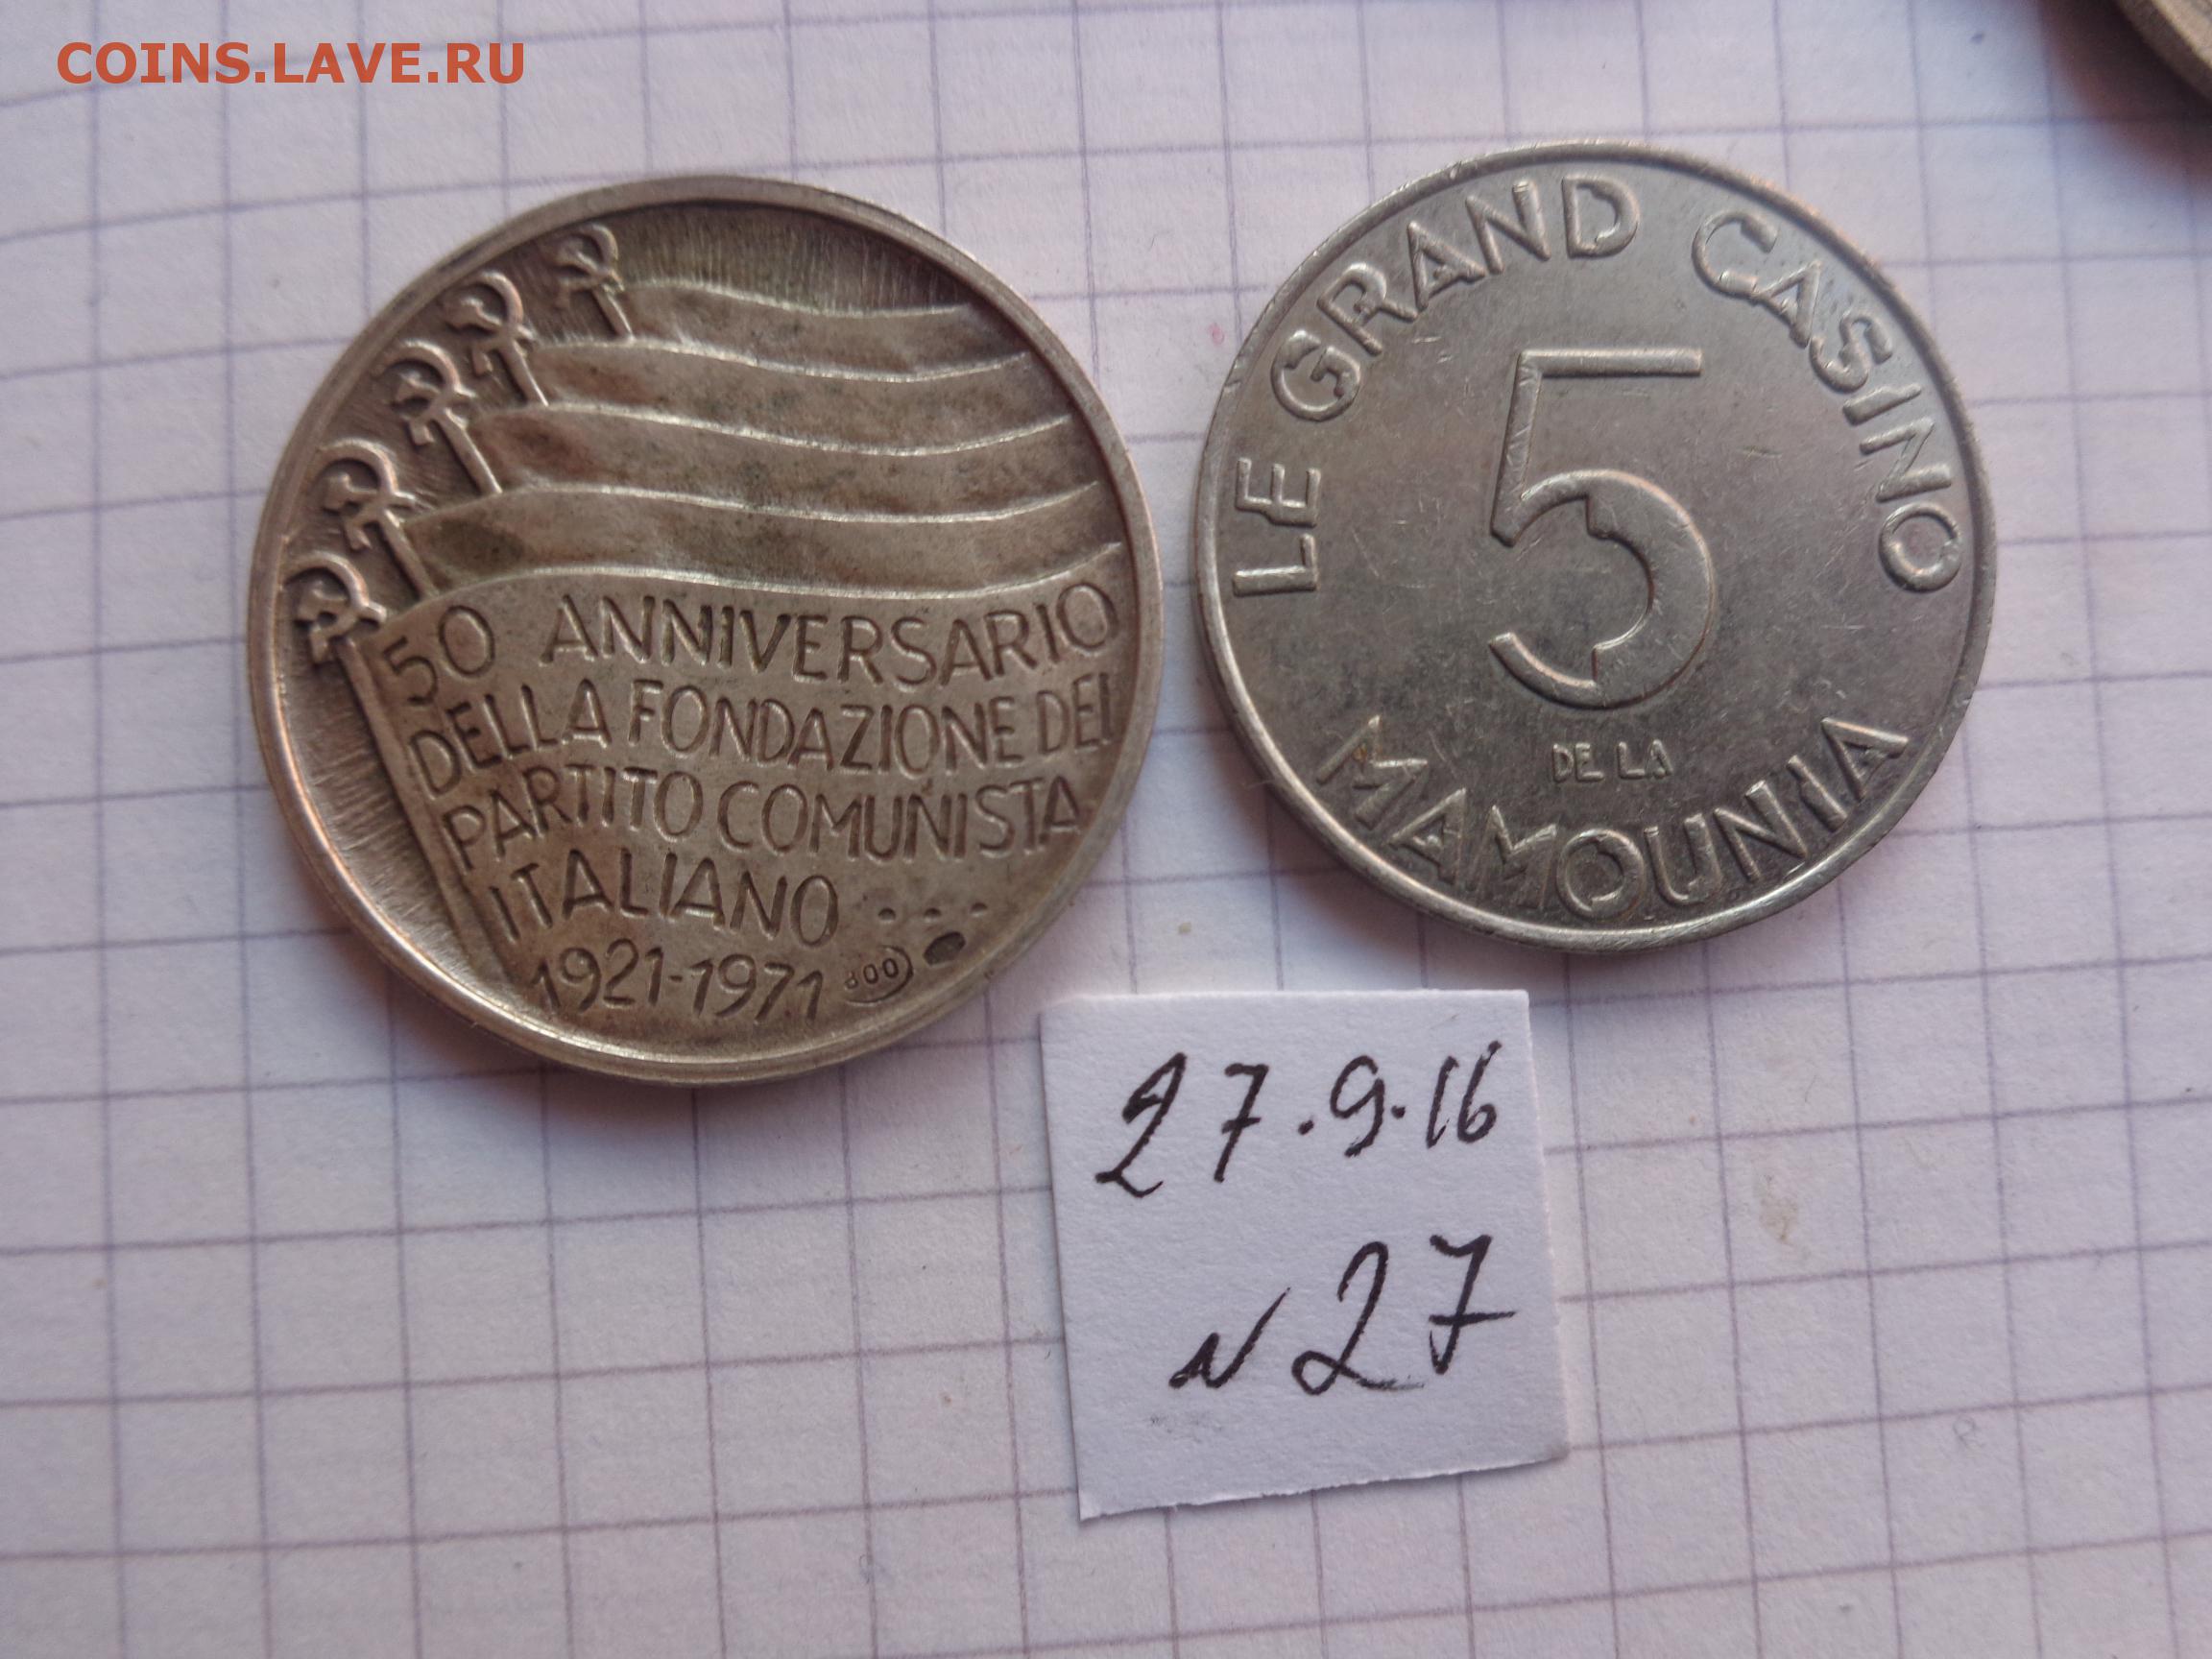 COINS.LAVE.RU
50 ANNIVERSARIO
DELLA FONDAZIONE DEL
PARTITO COMUNISTA
ITALIANO ...
1921-1971 800
LE GRAND CASINO
5
DE LA
MAMOUNIA
27.9.16
N 27